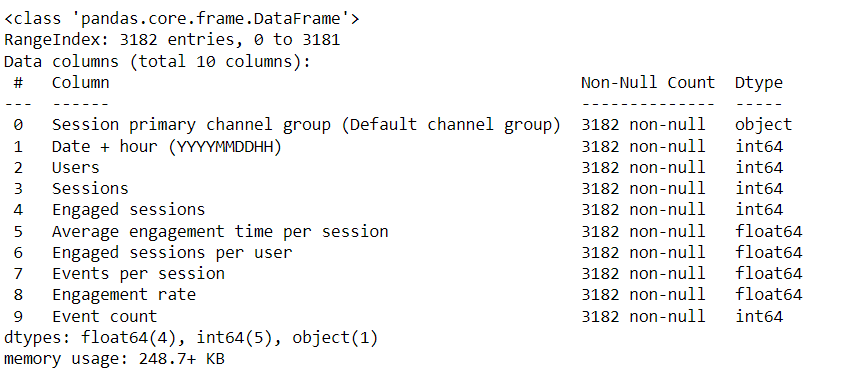 <class 'pandas.core.frame.DataFrame'>
RangeIndex: 3182 entries, 0 to 3181
Data columns (total 10 columns):
 #   Column                                              Non-Null Count  Dtype
---  ------                                              --------------  -----
 0   Session primary channel group (Default channel group)  3182 non-null   object
 1   Date + hour (YYYYMMDDHH)                               3182 non-null   int64
 2   Users                                                  3182 non-null   int64
 3   Sessions                                               3182 non-null   int64
 4   Engaged sessions                                       3182 non-null   int64
 5   Average engagement time per session                    3182 non-null   float64
 6   Engaged sessions per user                              3182 non-null   float64
 7   Events per session                                     3182 non-null   float64
 8   Engagement rate                                        3182 non-null   float64
 9   Event count                                            3182 non-null   int64
dtypes: float64(4), int64(5), object(1)
memory usage: 248.7+ KB